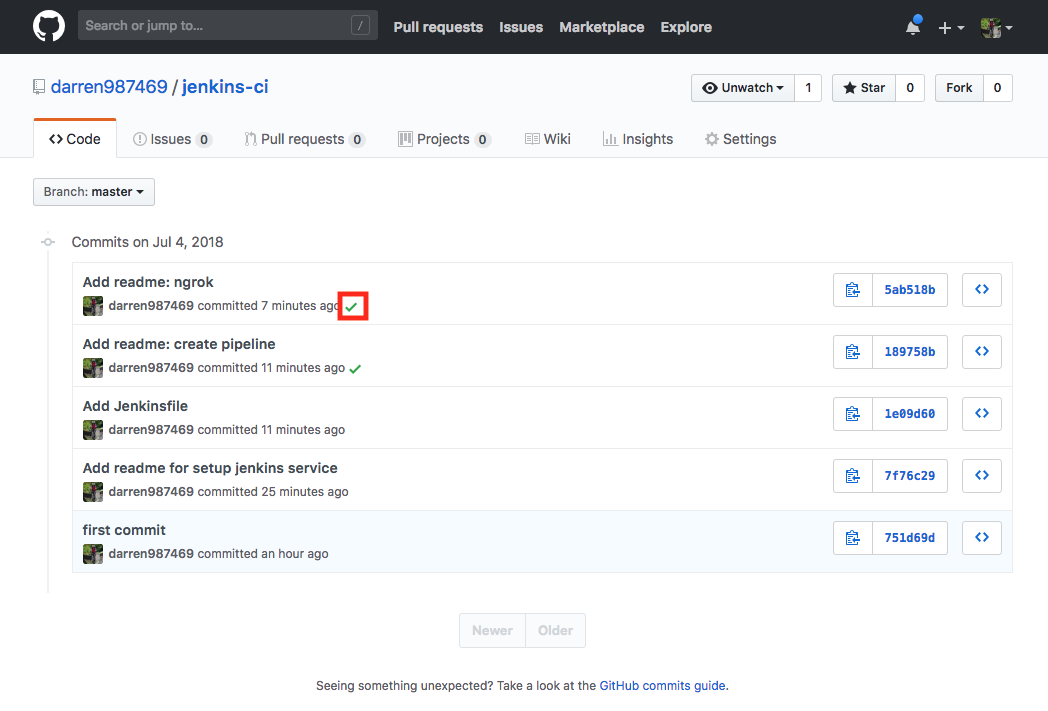 Search or jump to... / Pull requests Issues Marketplace Explore
darren987469 / jenkins-ci Unwatch 1 Star 0 Fork 0
Code Issues 0 Pull requests 0 Projects 0 Wiki Insights Settings
Branch: master
Commits on Jul 4, 2018
Add readme: ngrok
darren987469 committed 7 minutes ago
5ab518b
Add readme: create pipeline
darren987469 committed 11 minutes ago
189758b
Add Jenkinsfile
darren987469 committed 11 minutes ago
1e09d60
Add readme for setup jenkins service
darren987469 committed 25 minutes ago
7f76c29
first commit
darren987469 committed an hour ago
751d69d
Newer Older
Seeing something unexpected? Take a look at the GitHub commits guide.